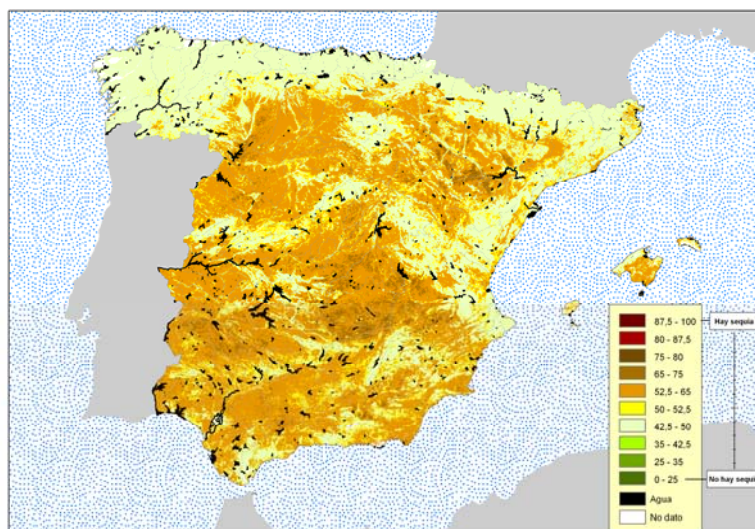 87,5 - 100
Hay sequia
80 - 87,5
75 - 80
65 - 75
52,5 - 65
50 - 52,5
42,5 - 50
35 - 42,5
25 - 35
0 - 25
No hay sequi
Agua
No dato